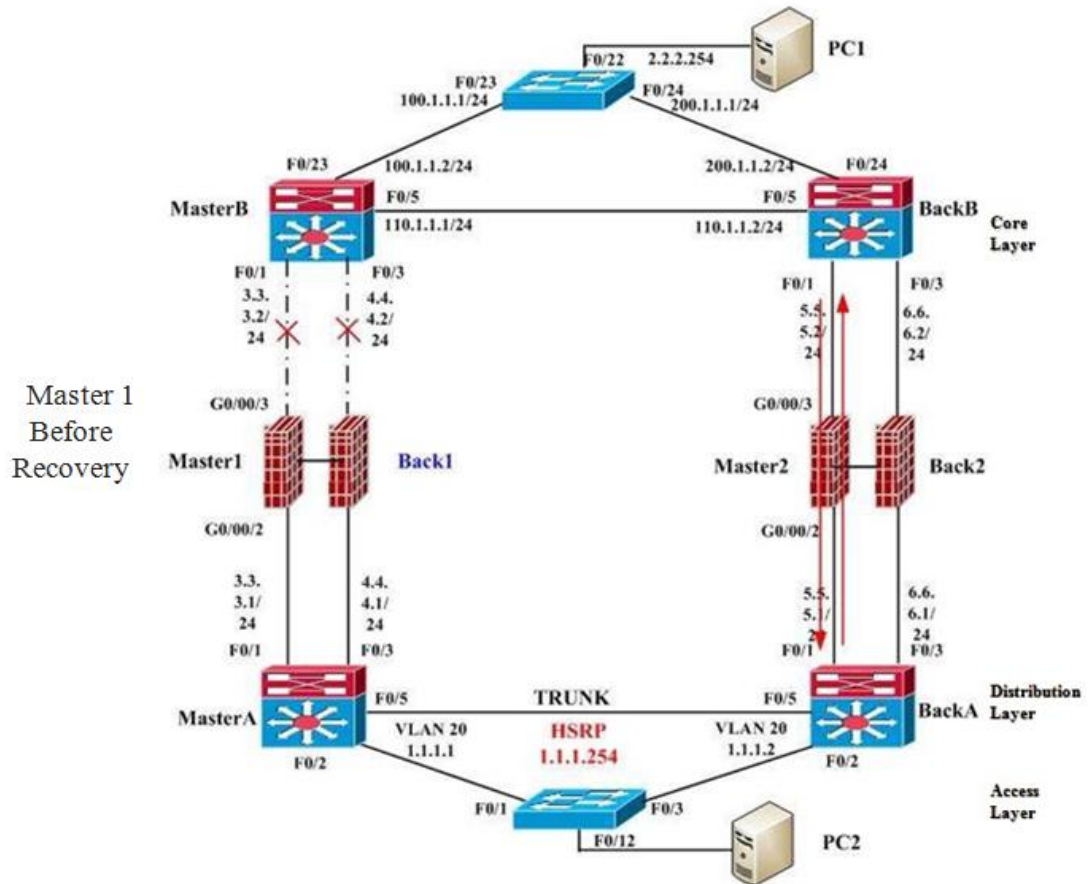 PC1
F0/22
2.2.2.254
F0/23
100.1.1.1/24
F0/24
200.1.1.1/24
F0/23
100.1.1.2/24
200.1.1.2/24
F0/24
MasterB
F0/5
110.1.1.1/24
F0/5
110.1.1.2/24
BackB
Core
Layer
F0/1
3.3.
3.2/
24
F0/3
4.4.
4.2/
24
F0/1
5.5.
5.2/
24
F0/3
6.6.
6.2/
24
Master 1
Before
Recovery
G0/00/3
Master1
Back1
G0/00/2
G0/00/3
Master2
Back2
G0/00/2
3.3.
3.1/
24
F0/1
4.4.
4.1/
24
F0/3
5.5.
5.1/
F0/1
6.6.
6.1/
24
F0/3
MasterA
F0/5
TRUNK
F0/5
BackA
Distribution
Layer
VLAN 20
1.1.1.1
HSRP
1.1.1.254
VLAN 20
1.1.1.2
F0/2
F0/2
F0/1
F0/3
Access
Layer
F0/12
PC2